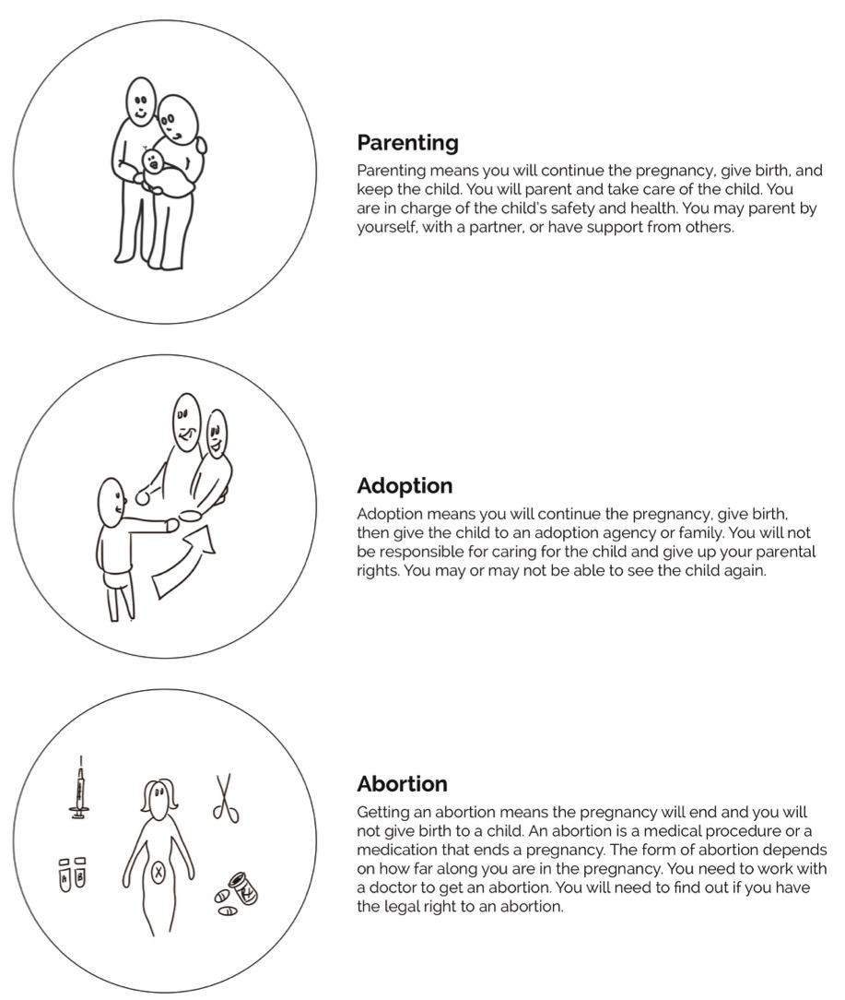 Parenting
Parenting means you will continue the pregnancy, give birth, and
keep the child. You will parent and take care of the child. You
are in charge of the child's safety and health. You may parent by
yourself, with a partner, or have support from others.
Adoption
Adoption means you will continue the pregnancy, give birth,
then give the child to an adoption agency or family. You will not
be responsible for caring for the child and give up your parental
rights. You may or may not be able to see the child again.
Abortion
Getting an abortion means the pregnancy will end and you will
not give birth to a child. An abortion is a medical procedure or a
medication that ends a pregnancy. The form of abortion depends
on how far along you are in the pregnancy. You need to work with
a doctor to get an abortion. You will need to find out if you have
the legal right to an abortion.
A B
X
Rx